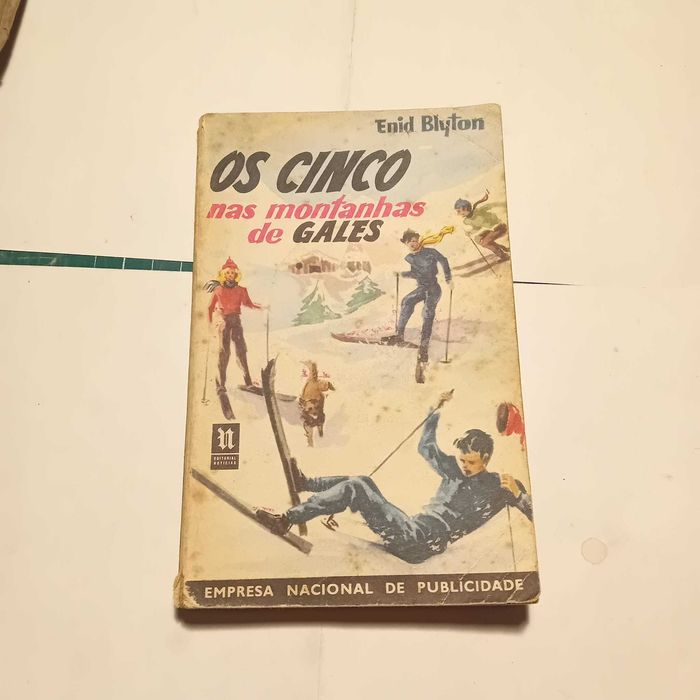 Enid Blyton
OS CINCO
nas montanhas
de GALES
N
EDITORIAL
NOTÍCIAS
EMPRESA NACIONAL DE PUBLICIDADE